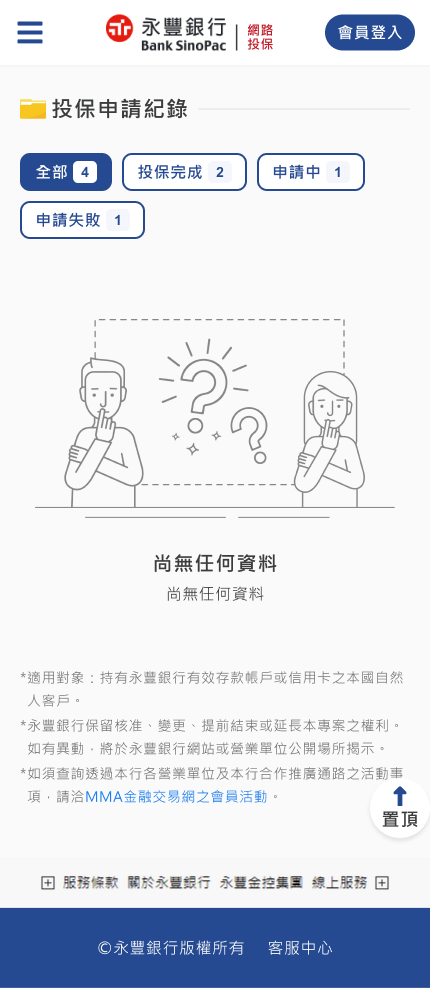 永豐銀行
Bank SinoPac
網路
投保
會員登入
投保申請紀錄
全部 4
投保完成 2
申請中 1
申請失敗 1
尚無任何資料
尚無任何資料
*適用對象：持有永豐銀行有效存款帳戶或信用卡之本國自然
人客戶。
*永豐銀行保留核准、變更、提前結束或延長本專案之權利。
如有異動，將於永豐銀行網站或營業單位公開場所揭示。
*如須查詢透過本行各營業單位及本行合作推廣通路之活動事
項，請洽MMA金融交易網之會員活動。
置頂
服務條款 關於永豐銀行 永豐金控集團 線上服務
©永豐銀行版權所有 客服中心